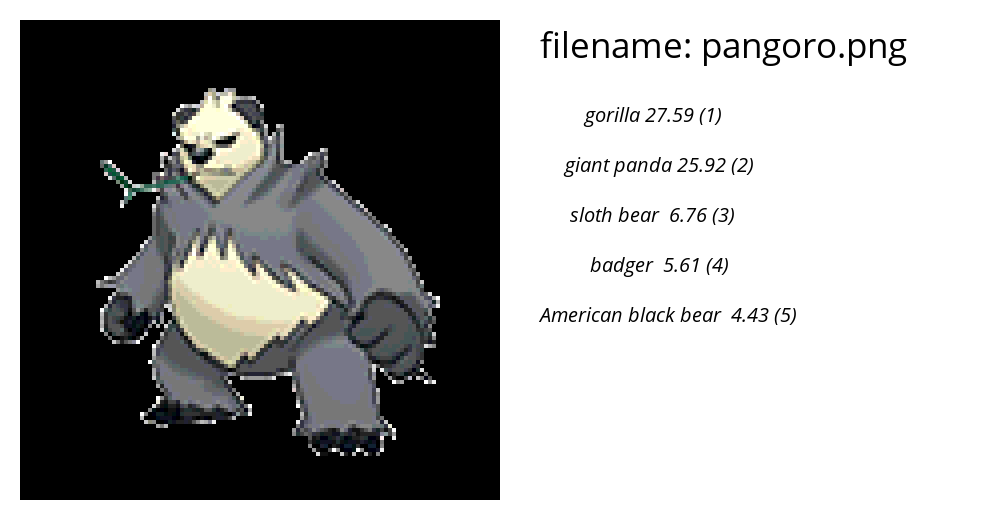 filename: pangoro.png
gorilla 27.59 (1)
giant panda 25.92 (2)
sloth bear  6.76 (3)
badger  5.61 (4)
American black bear  4.43 (5)